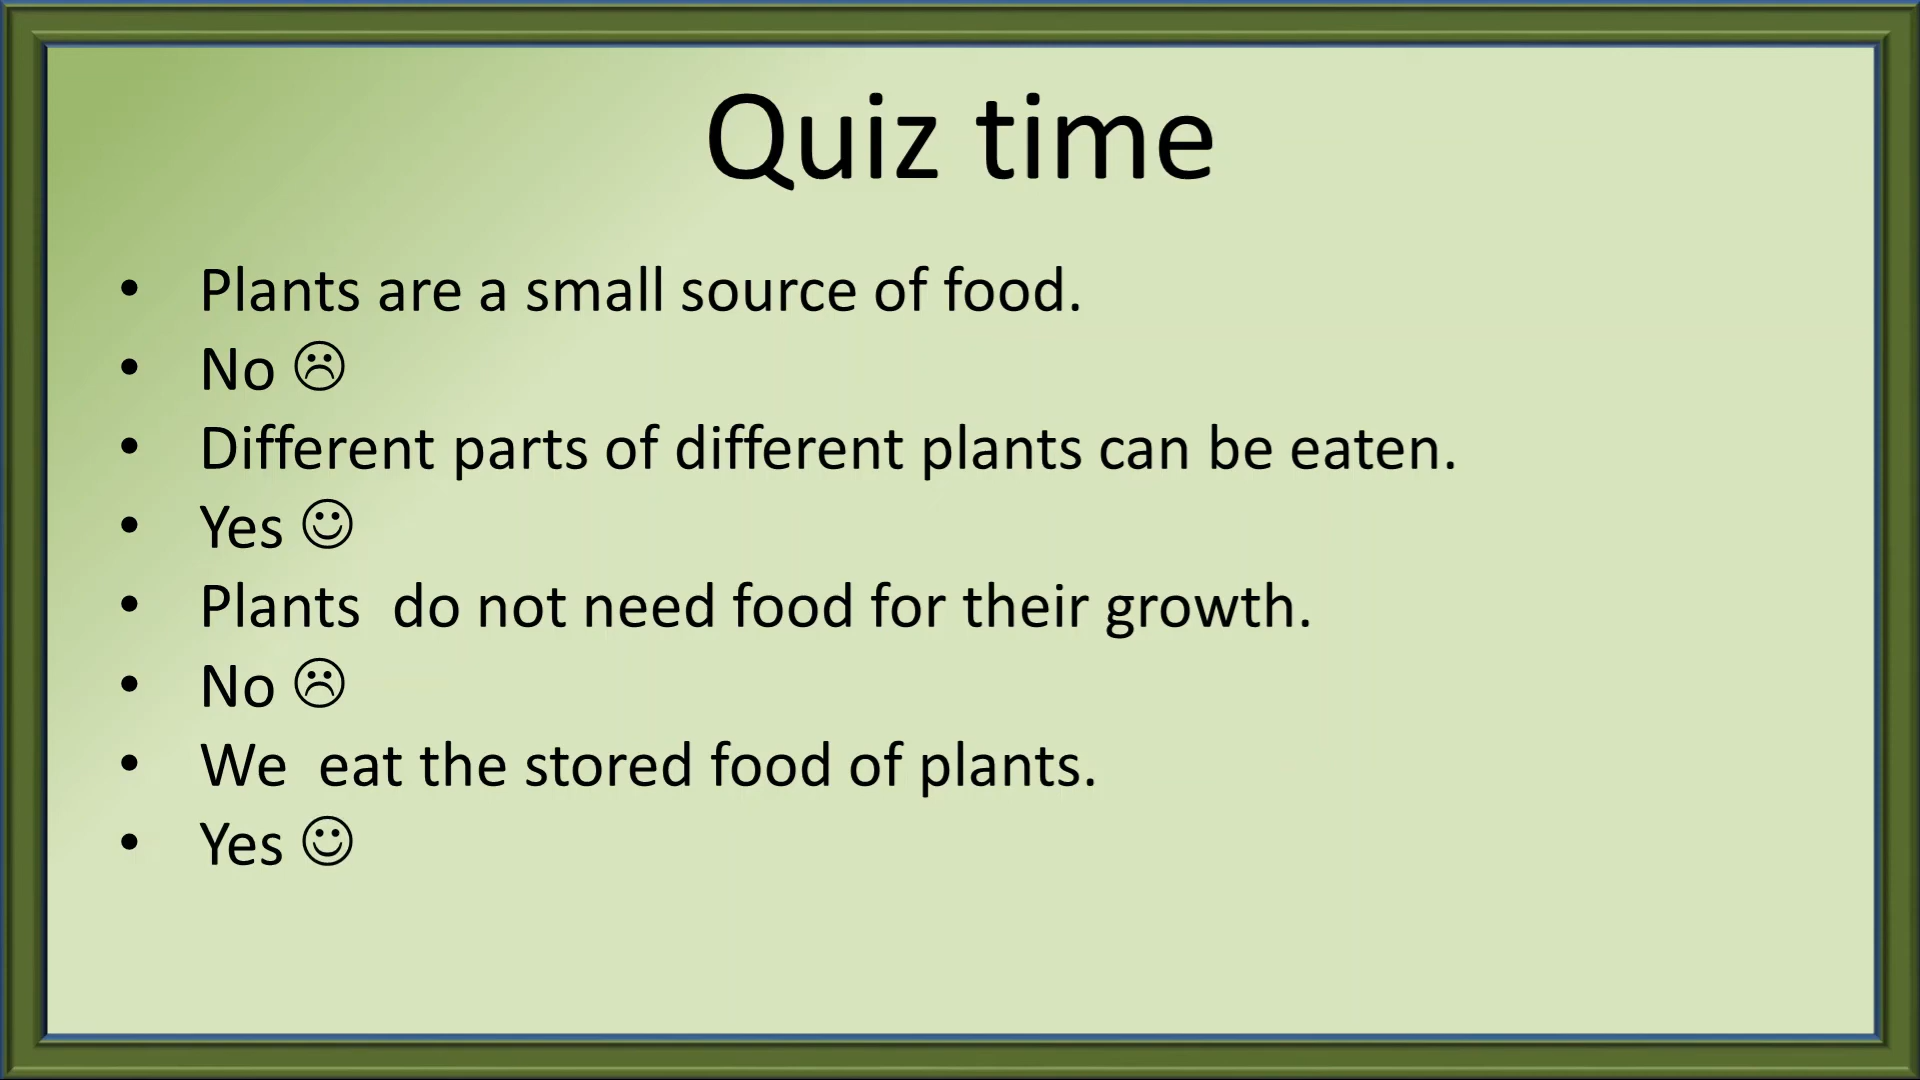 Quiz time
• Plants are a small source of food.
• No ☹
• Different parts of different plants can be eaten.
• Yes ☺
• Plants  do not need food for their growth.
• No ☹
• We  eat the stored food of plants.
• Yes ☺